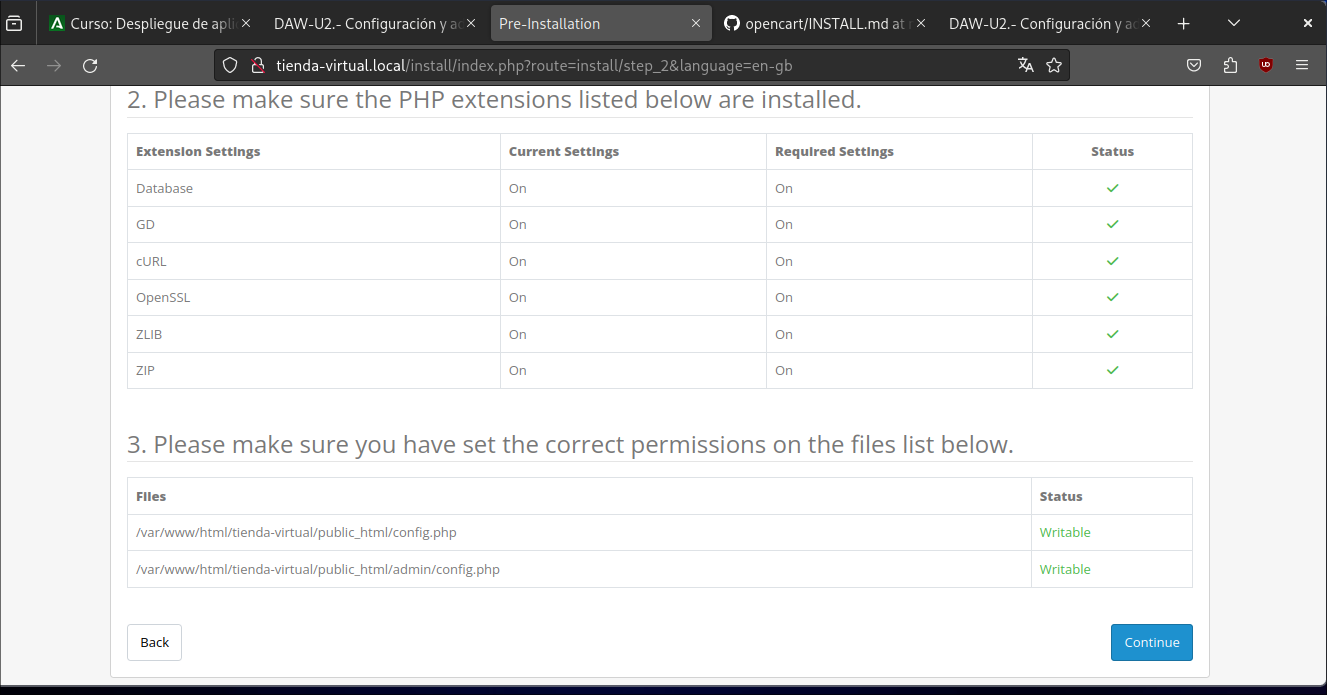 Curso: Despliegue de apli
DAW-U2.- Configuración y ac
Pre-Installation
opencart/INSTALL.md at
DAW-U2.- Configuración y ac
tienda-virtual.local/install/index.php?route=install/step_2&language=en-gb
2. Please make sure the PHP extensions listed below are installed.
Extension Settings Current Settings Required Settings Status
Database On On
GD On On
cURL On On
OpenSSL On On
ZLIB On On
ZIP On On
3. Please make sure you have set the correct permissions on the files list below.
Files Status
/var/www/html/tienda-virtual/public_html/config.php Writable
/var/www/html/tienda-virtual/public_html/admin/config.php Writable
Back Continue